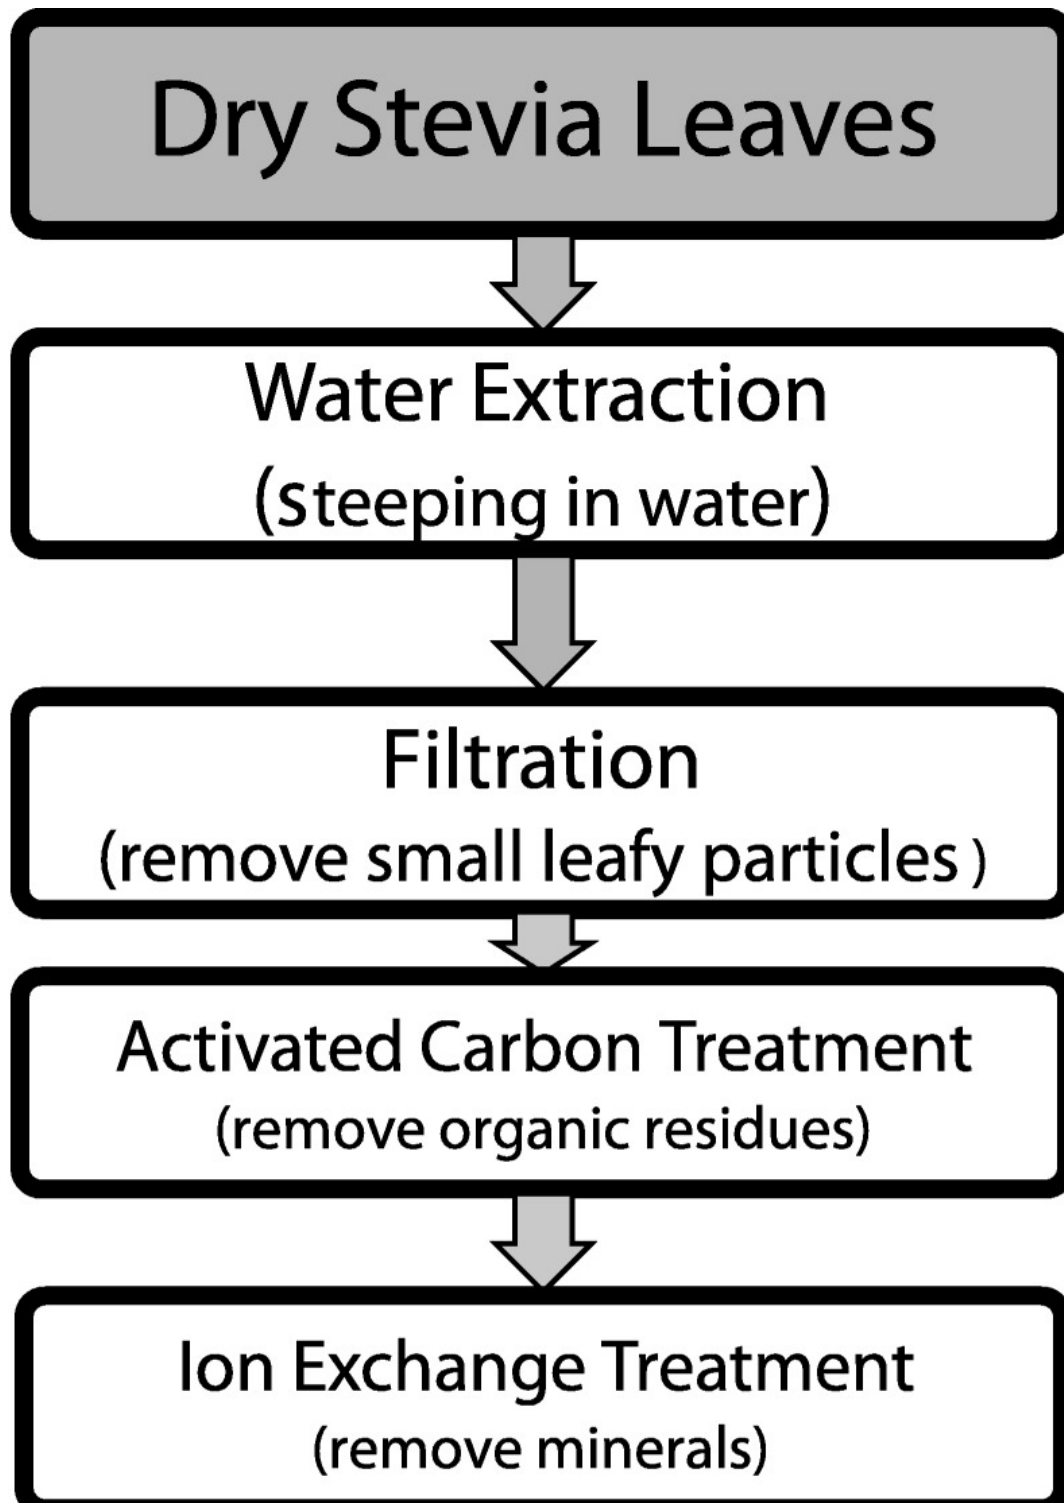 Dry Stevia Leaves
Water Extraction
(steeping in water)
Filtration
(remove small leafy particles)
Activated Carbon Treatment
(remove organic residues)
Ion Exchange Treatment
(remove minerals)